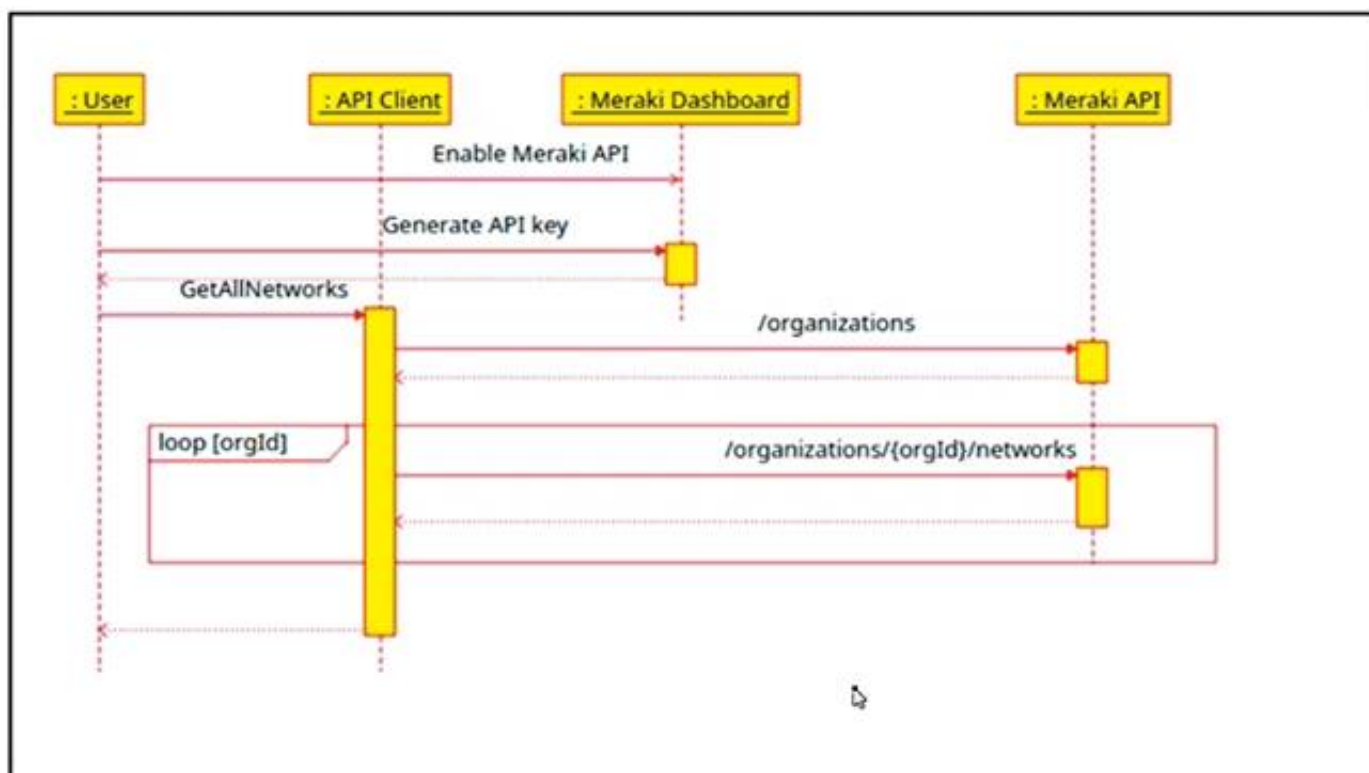 : User
: API Client
: Meraki Dashboard
: Meraki API
Enable Meraki API
Generate API key
GetAllNetworks
/organizations
loop [orgId]
/organizations/{orgId}/networks